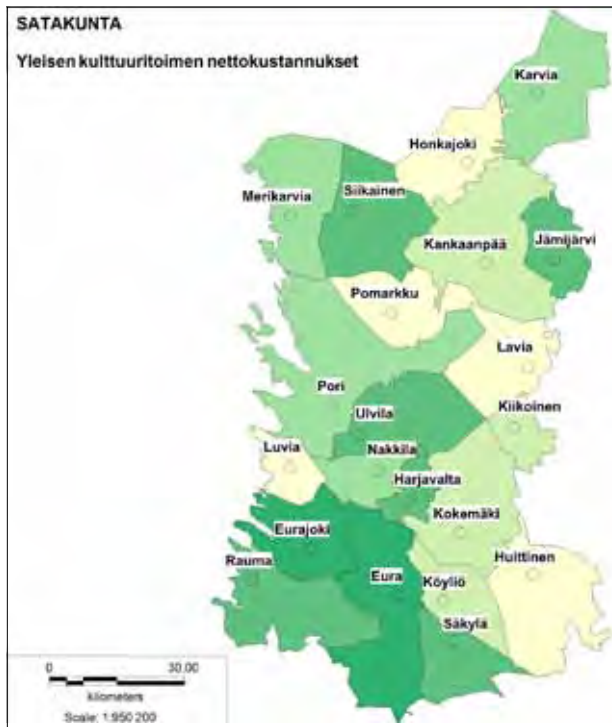 SATAKUNTA
Yleisen kulttuuritoimen nettokustannukset
Karvia
Honkajoki
Siikainen
Merikarvia
Kankaanpää
Jämijärvi
Pomarkku
Lavia
Pori
Kiikoinen
Ulvila
Luvia
Nakkila
Harjavalta
Kokemäki
Eurajoki
Rauma
Huittinen
Eura
Köyliö
Säkylä
0 30,00
kilometers
Scale: 1:950 200